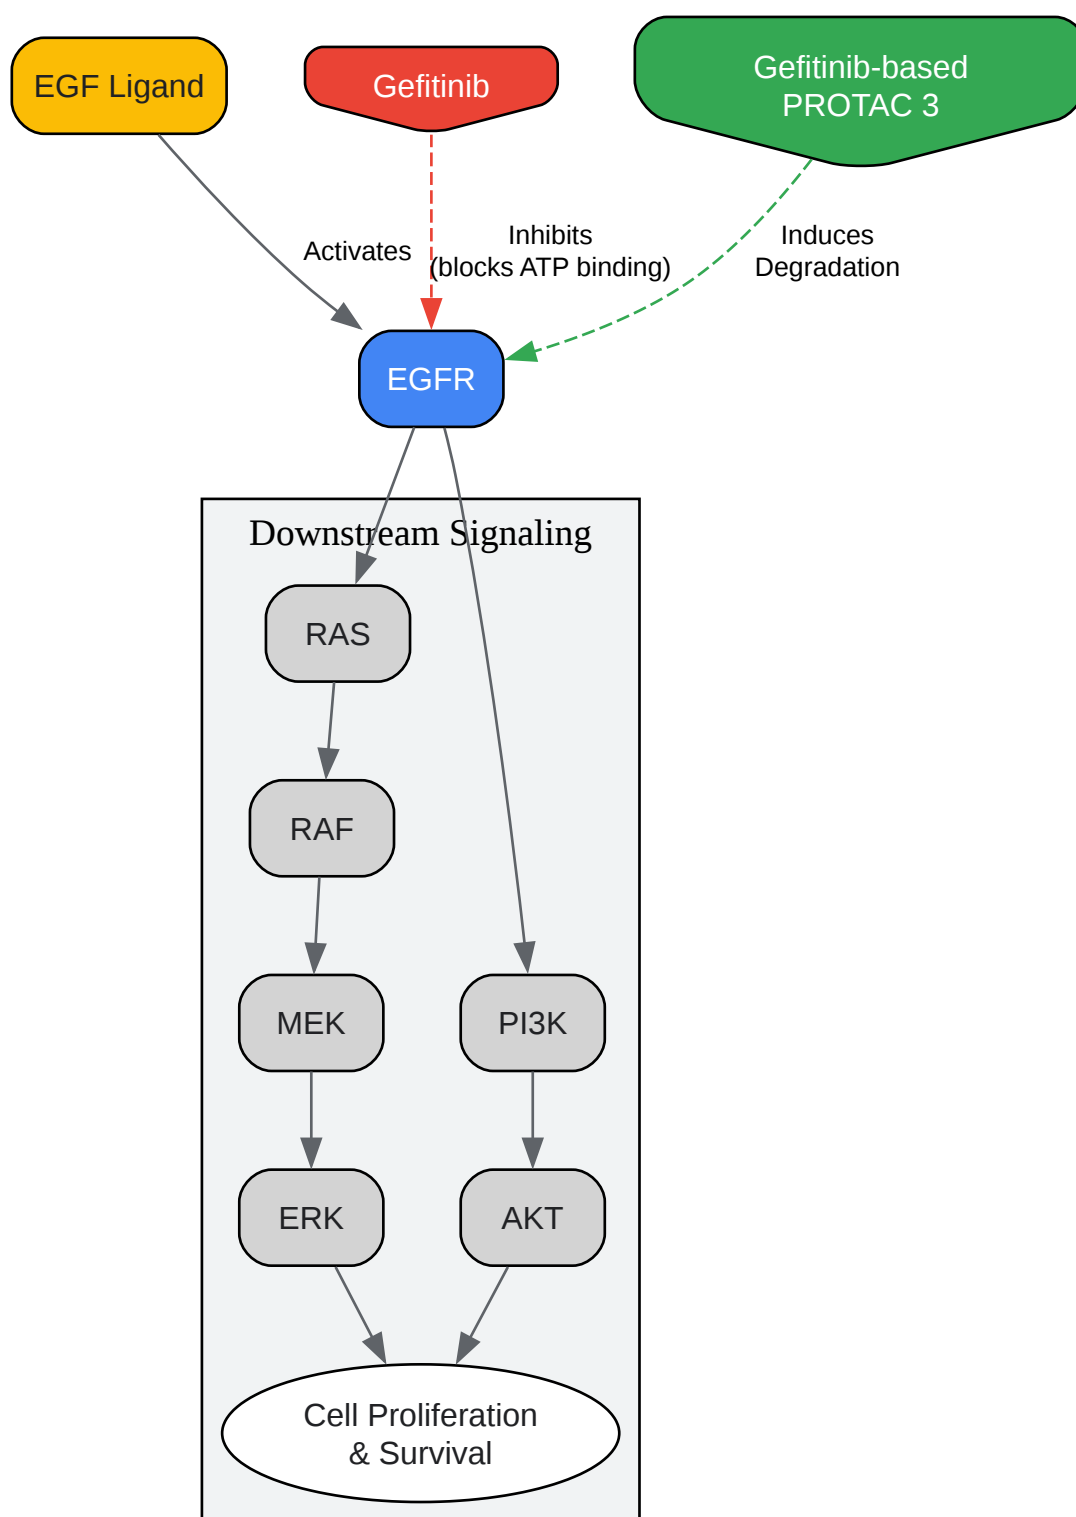 EGF Ligand
Gefitinib
Gefitinib-based
PROTAC 3
Activates
Inhibits
(blocks ATP binding)
Induces
Degradation
EGFR
Downstream Signaling
RAS
RAF
MEK
PI3K
ERK
AKT
Cell Proliferation
& Survival